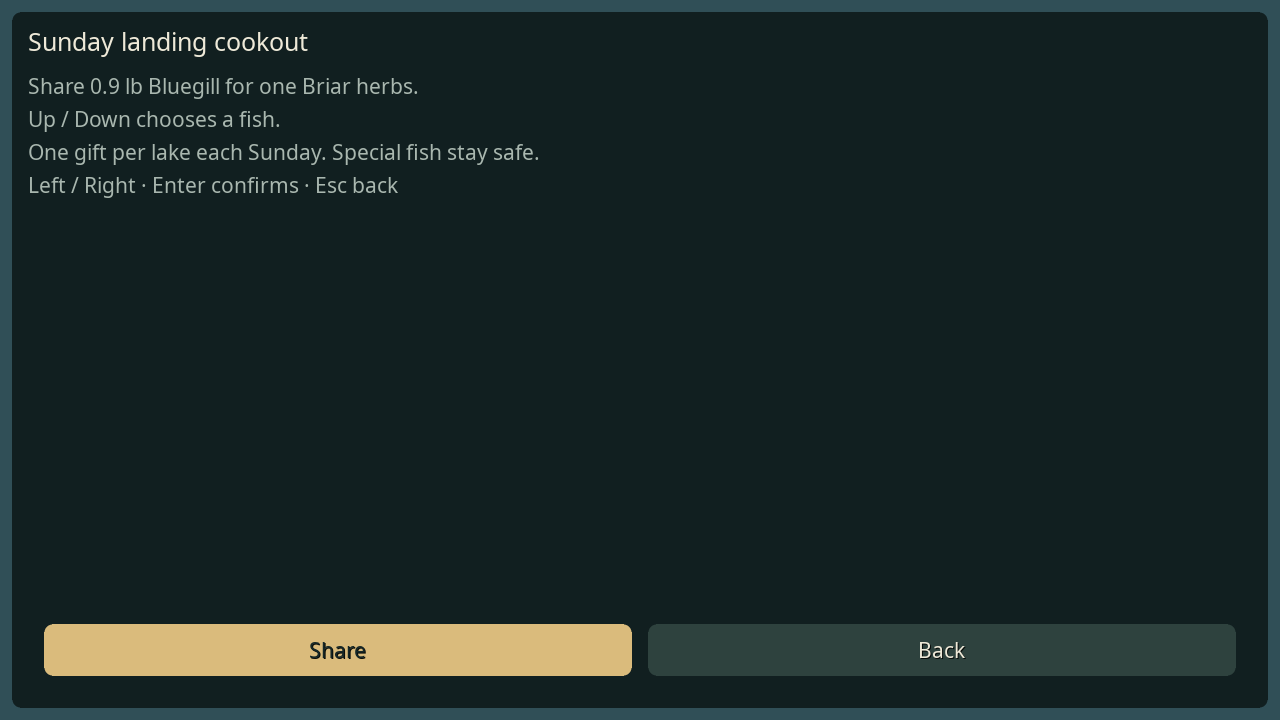 Sunday landing cookout
Share 0.9 lb Bluegill for one Briar herbs.
Up / Down chooses a fish.
One gift per lake each Sunday. Special fish stay safe.
Left / Right · Enter confirms · Esc back
Share
Back